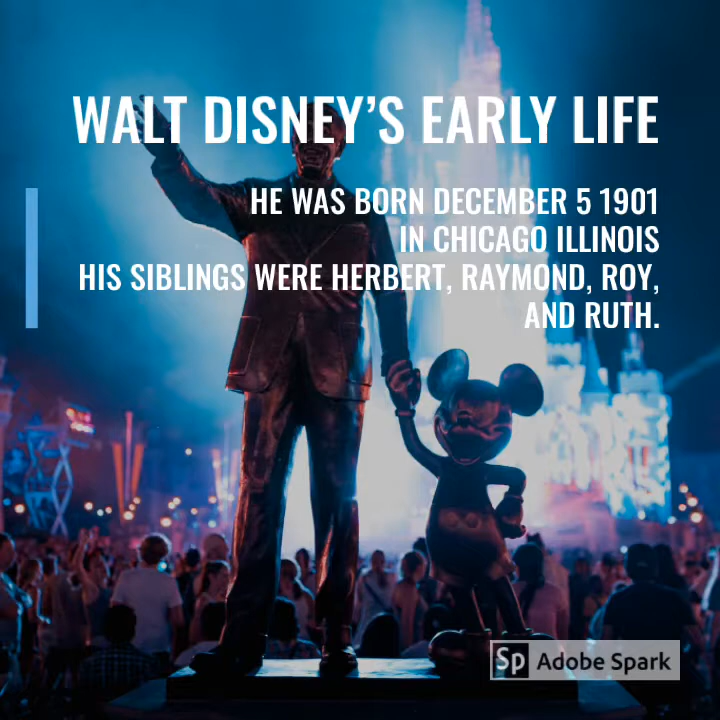 WALT DISNEY'S EARLY LIFE
HE WAS BORN DECEMBER 5 1901
IN CHICAGO ILLINOIS
HIS SIBLINGS WERE HERBERT, RAYMOND, ROY,
AND RUTH.
Sp Adobe Spark